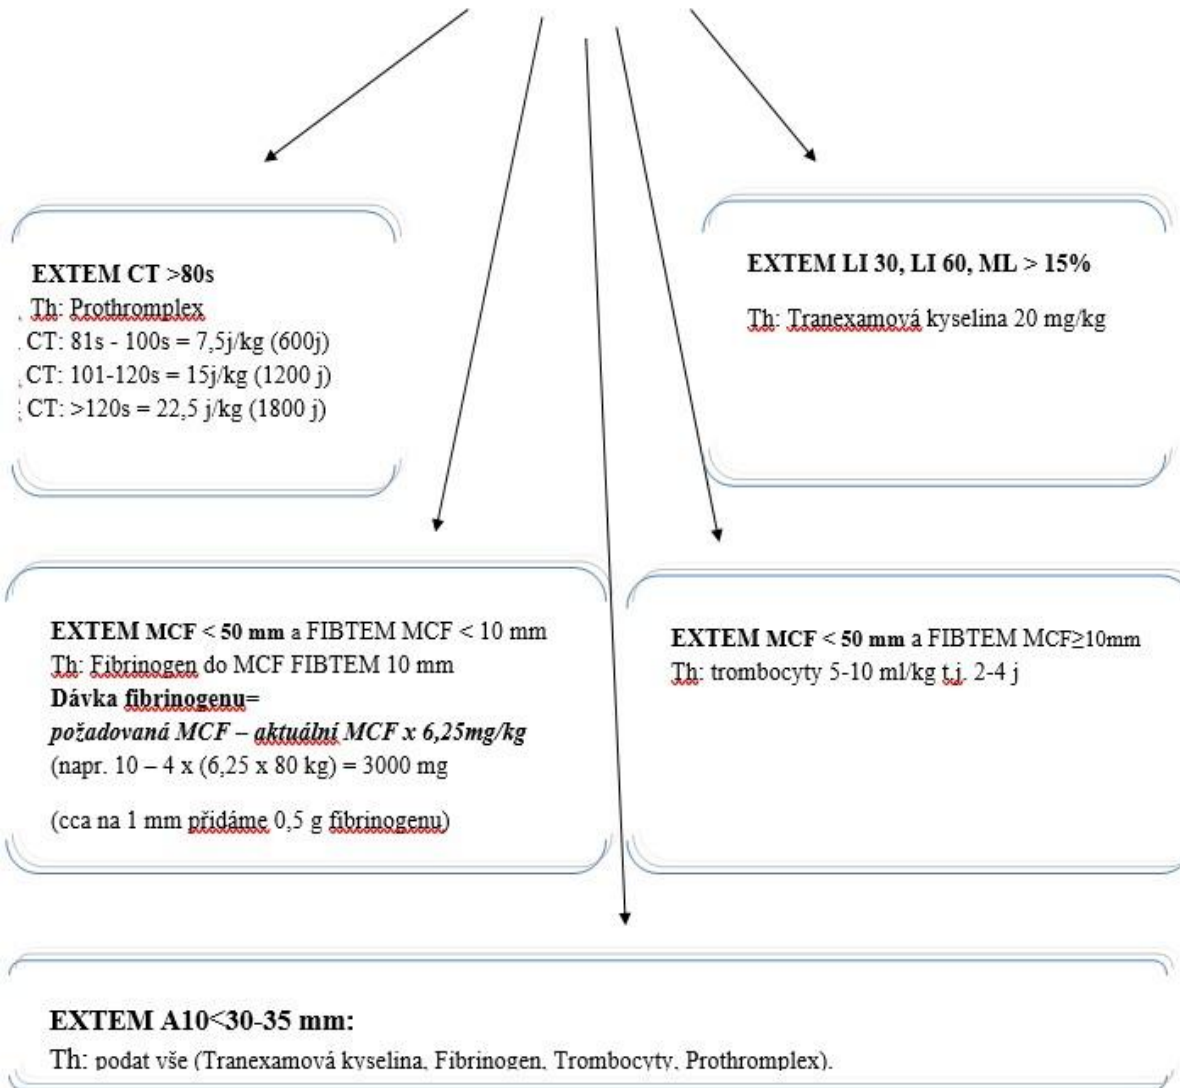 EXTEM CT >80s
Th: Prothromplex
CT: 81s - 100s = 7,5j/kg (600j)
CT: 101-120s = 15j/kg (1200 j)
CT: >120s = 22,5 j/kg (1800 j)
EXTEM LI 30, LI 60, ML > 15%
Th: Tranexamová kyselina 20 mg/kg
EXTEM MCF < 50 mm a FIBTEM MCF < 10 mm
Th: Fibrinogen do MCF FIBTEM 10 mm
Dávka fibrinogenu=
požadovaná MCF – aktuální MCF x 6,25mg/kg
(napr. 10 – 4 x (6,25 x 80 kg) = 3000 mg
(cca na 1 mm přidáme 0,5 g fibrinogenu)
EXTEM MCF < 50 mm a FIBTEM MCF≥10mm
Th: trombocyty 5-10 ml/kg t.j. 2-4 j
EXTEM A10<30-35 mm:
Th: podat vše (Tranexamová kyselina, Fibrinogen, Trombocyty, Prothromplex).